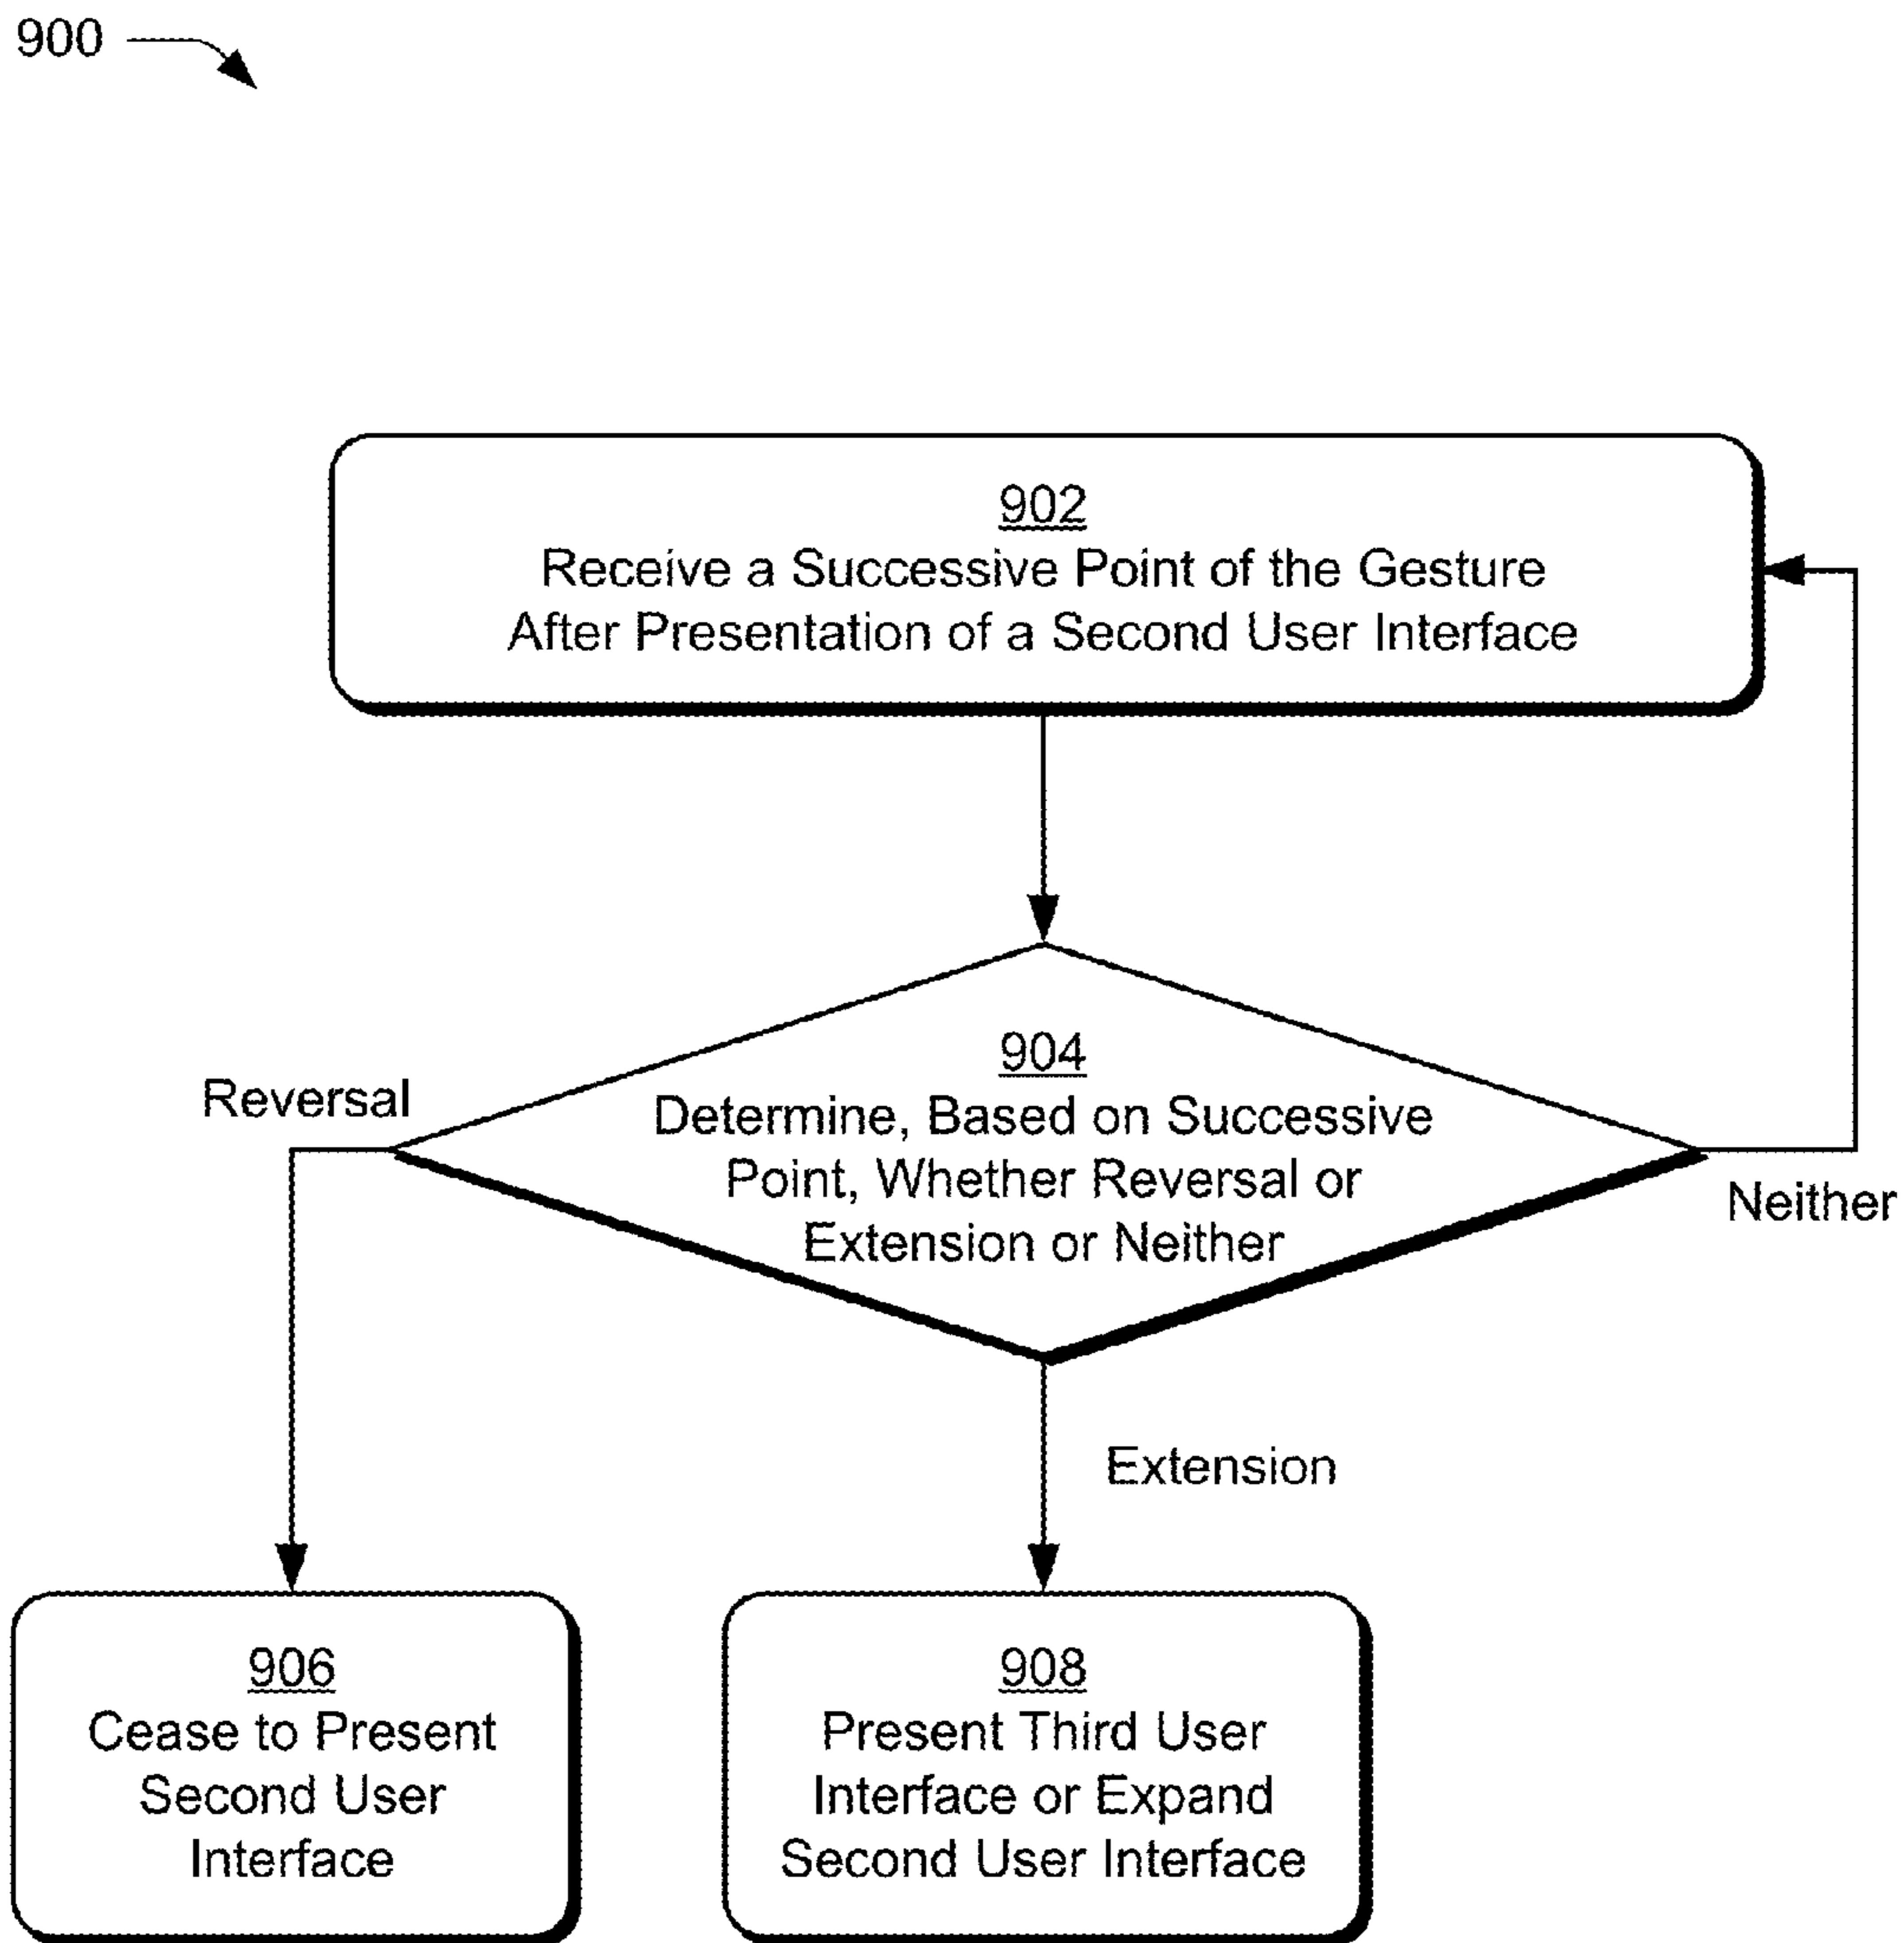 900
902
Receive a Successive Point of the Gesture
After Presentation of a Second User Interface
904
Determine, Based on Successive
Point, Whether Reversal or
Extension or Neither
Reversal
Neither
Extension
906
Cease to Present
Second User
Interface
908
Present Third User
Interface or Expand
Second User Interface